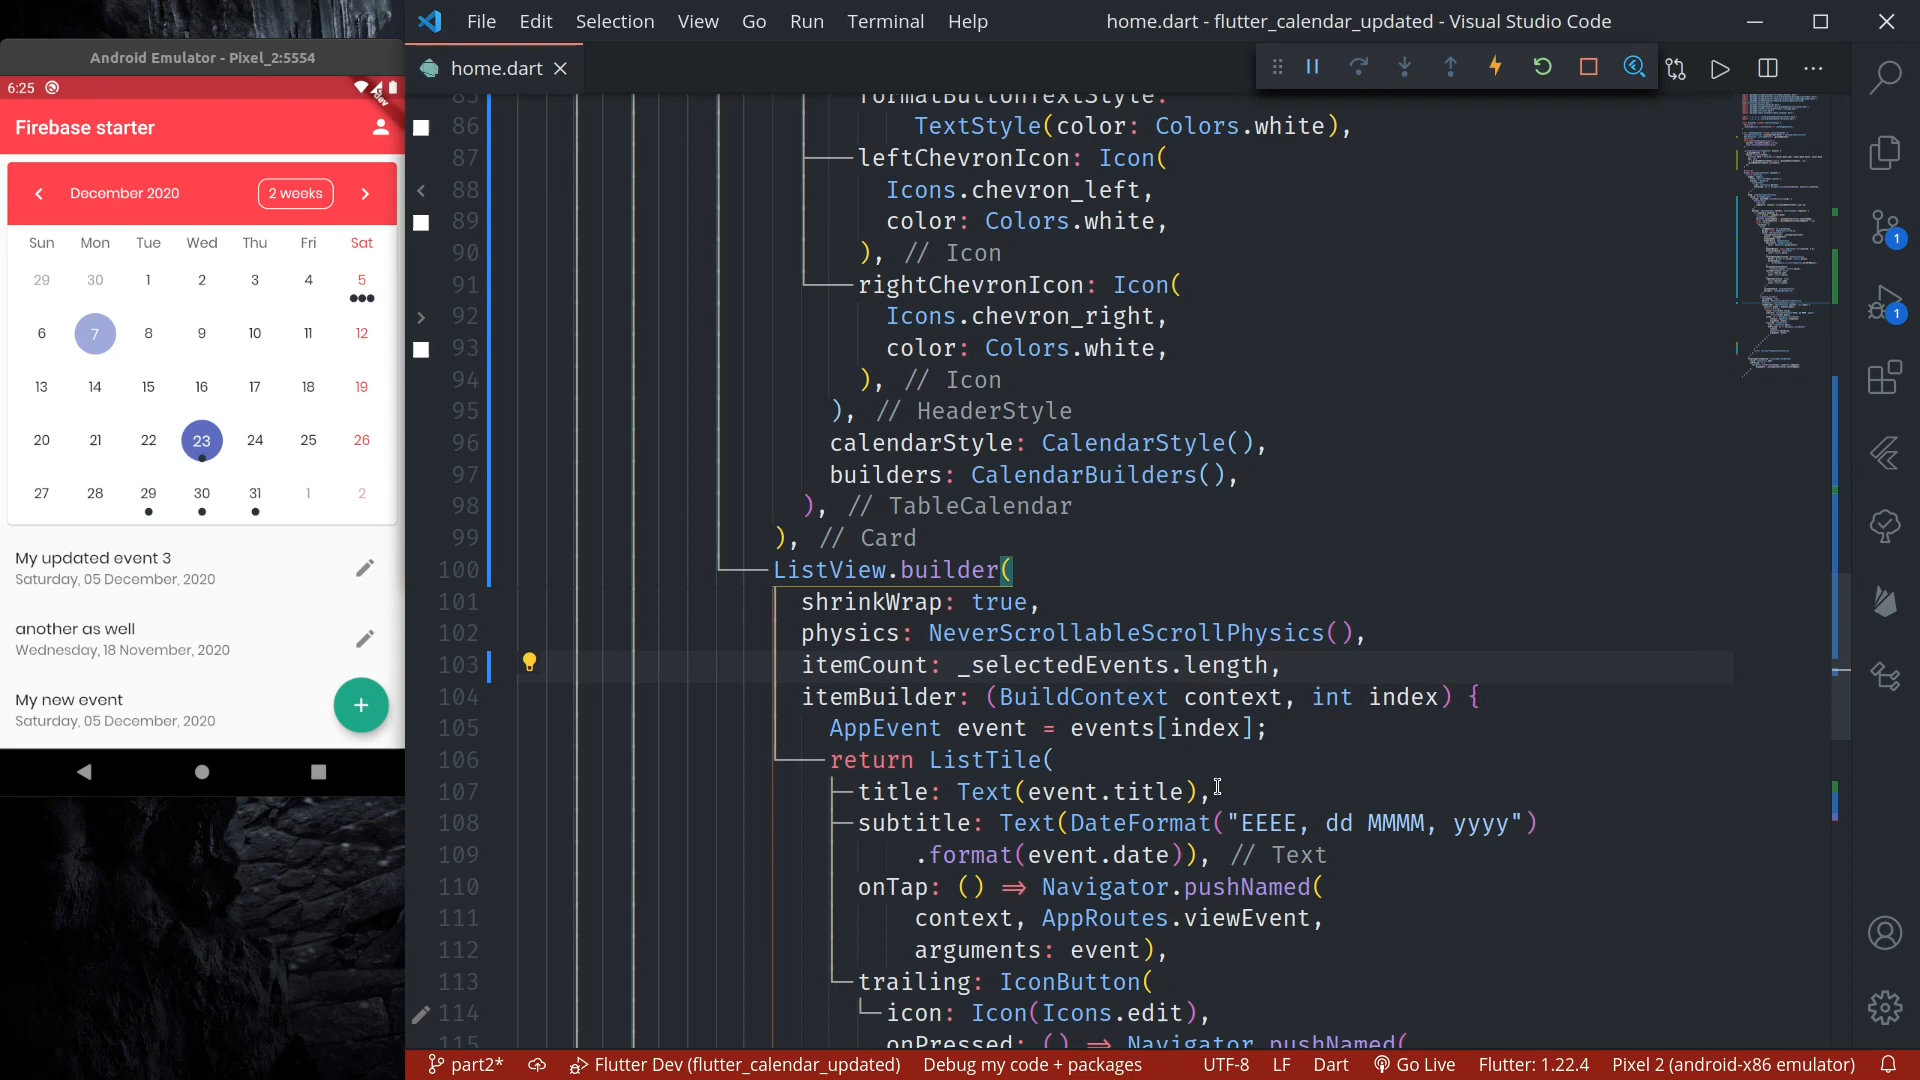 Android Emulator - Pixel_2:5554
6:25
Firebase starter
December 2020
2 weeks
Sun Mon Tue Wed Thu Fri Sat
29 30 1 2 3 4 5
6 7 8 9 10 11 12
13 14 15 16 17 18 19
20 21 22 23 24 25 26
27 28 29 30 31 1 2
My updated event 3
Saturday, 05 December, 2020
another as well
Wednesday, 18 November, 2020
My new event
Saturday, 05 December, 2020
+
File Edit Selection View Go Run Terminal Help
home.dart - flutter_calendar_updated - Visual Studio Code
home.dart
85 formatButtonTextStyle:
86 TextStyle(color: Colors.white),
87 leftChevronIcon: Icon(
88 Icons.chevron_left,
89 color: Colors.white,
90 ), // Icon
91 rightChevronIcon: Icon(
92 Icons.chevron_right,
93 color: Colors.white,
94 ), // Icon
95 ), // HeaderStyle
96 calendarStyle: CalendarStyle(),
97 builders: CalendarBuilders(),
98 ), // TableCalendar
99 ), // Card
100 ListView.builder(
101 shrinkWrap: true,
102 physics: NeverScrollableScrollPhysics(),
103 itemCount: _selectedEvents.length,
104 itemBuilder: (BuildContext context, int index) {
105 AppEvent event = events[index];
106 return ListTile(
107 title: Text(event.title),
108 subtitle: Text(DateFormat("EEEE, dd MMMM, yyyy")
109 .format(event.date)), // Text
110 onTap: () => Navigator.pushNamed(
111 context, AppRoutes.viewEvent,
112 arguments: event),
113 trailing: IconButton(
114 icon: Icon(Icons.edit),
115 onPressed: () => Navigator.pushNamed(
1
1
part2* Flutter Dev (flutter_calendar_updated) Debug my code + packages UTF-8 LF Dart Go Live Flutter: 1.22.4 Pixel 2 (android-x86 emulator)